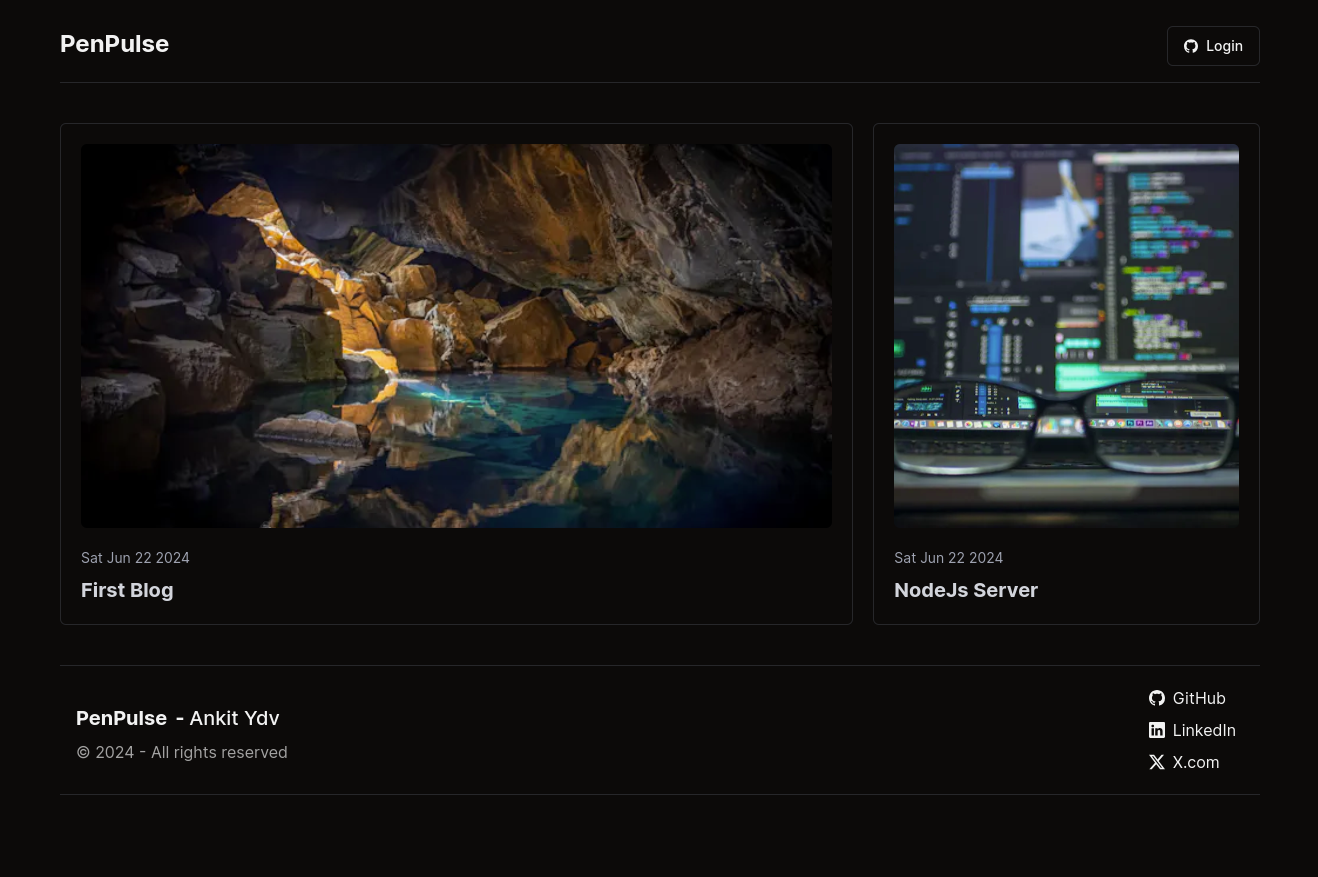 PenPulse
Login
Sat Jun 22 2024
First Blog
Sat Jun 22 2024
NodeJs Server
PenPulse - Ankit Ydv
© 2024 - All rights reserved
GitHub
LinkedIn
X.com